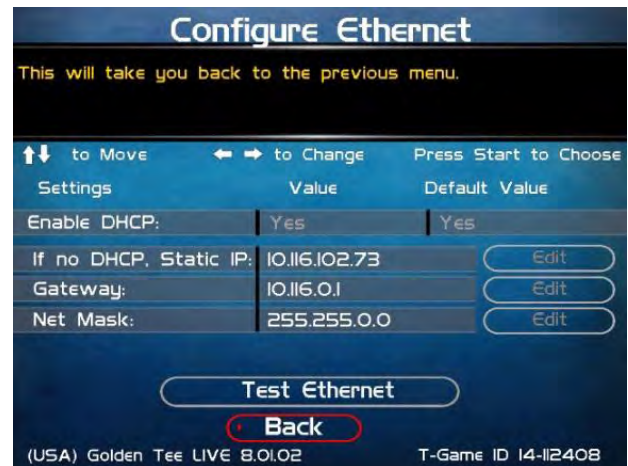 Configure Ethernet
This will take you back to the previous menu.
to Move to Change Press Start to Choose
Settings Value Default Value
Enable DHCP: Yes Yes
If no DHCP, Static IP: 10.116.102.73 Edit
Gateway: 10.116.0.1 Edit
Net Mask: 255.255.0.0 Edit
Test Ethernet
Back
(USA) Golden Tee LIVE 8.01.02 T-Game ID 14-112408